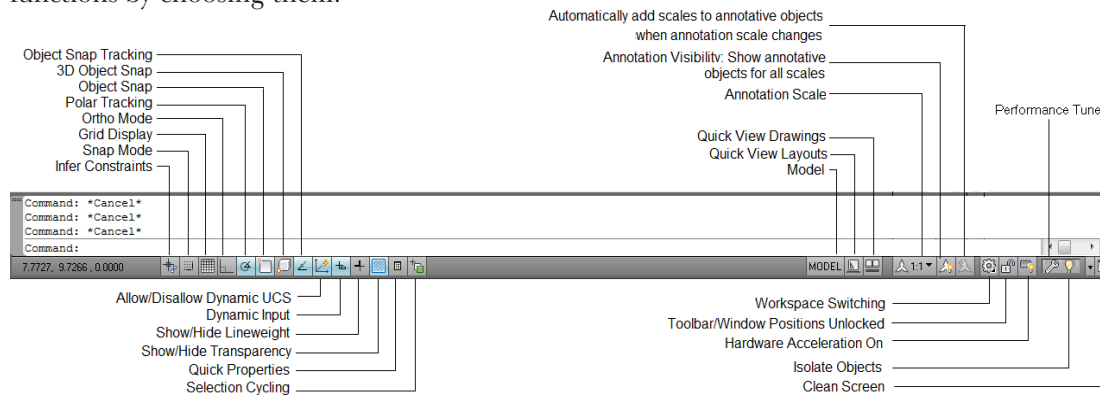 functions by choosing them.
Automatically add scales to annotative objects
when annotation scale changes
Object Snap Tracking
3D Object Snap
Object Snap
Polar Tracking
Ortho Mode
Grid Display
Snap Mode
Infer Constraints
Annotation Visibility: Show annotative
objects for all scales
Annotation Scale
Performance Tune
Quick View Drawings
Quick View Layouts
Model
Command: *Cancel*
Command: *Cancel*
Command: *Cancel*
Command:
7.7727, 9.7266, 0.0000
MODEL
1:1
Allow/Disallow Dynamic UCS
Dynamic Input
Show/Hide Lineweight
Show/Hide Transparency
Quick Properties
Selection Cycling
Workspace Switching
Toolbar/Window Positions Unlocked
Hardware Acceleration On
Isolate Objects
Clean Screen